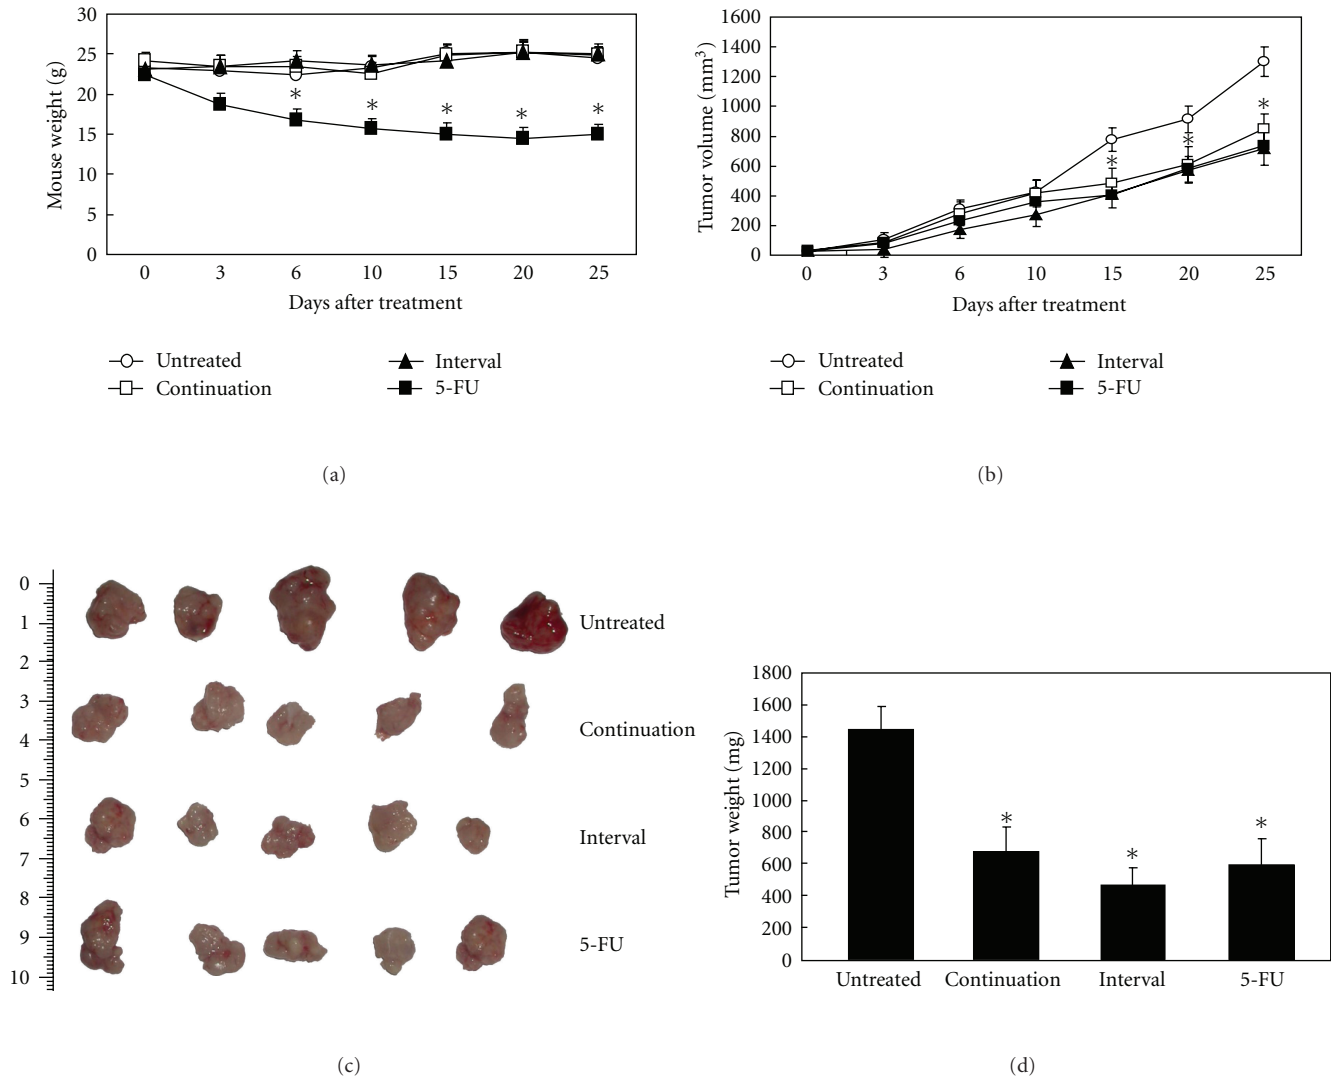 30
25
20
15
10
5
0
Mouse weight (g)
* * * * *
0 3 6 10 15 20 25
Days after treatment
Untreated Interval
Continuation 5-FU
(a)
1600
1400
1200
1000
800
600
400
200
0
Tumor volume (mm³)
* * *
0 3 6 10 15 20 25
Days after treatment
Untreated Interval
Continuation 5-FU
(b)
0
1
2
3
4
5
6
7
8
9
10
Untreated
Continuation
Interval
5-FU
(c)
1800
1600
1400
1200
1000
800
600
400
200
0
Tumor weight (mg)
* * *
Untreated Continuation Interval 5-FU
(d)